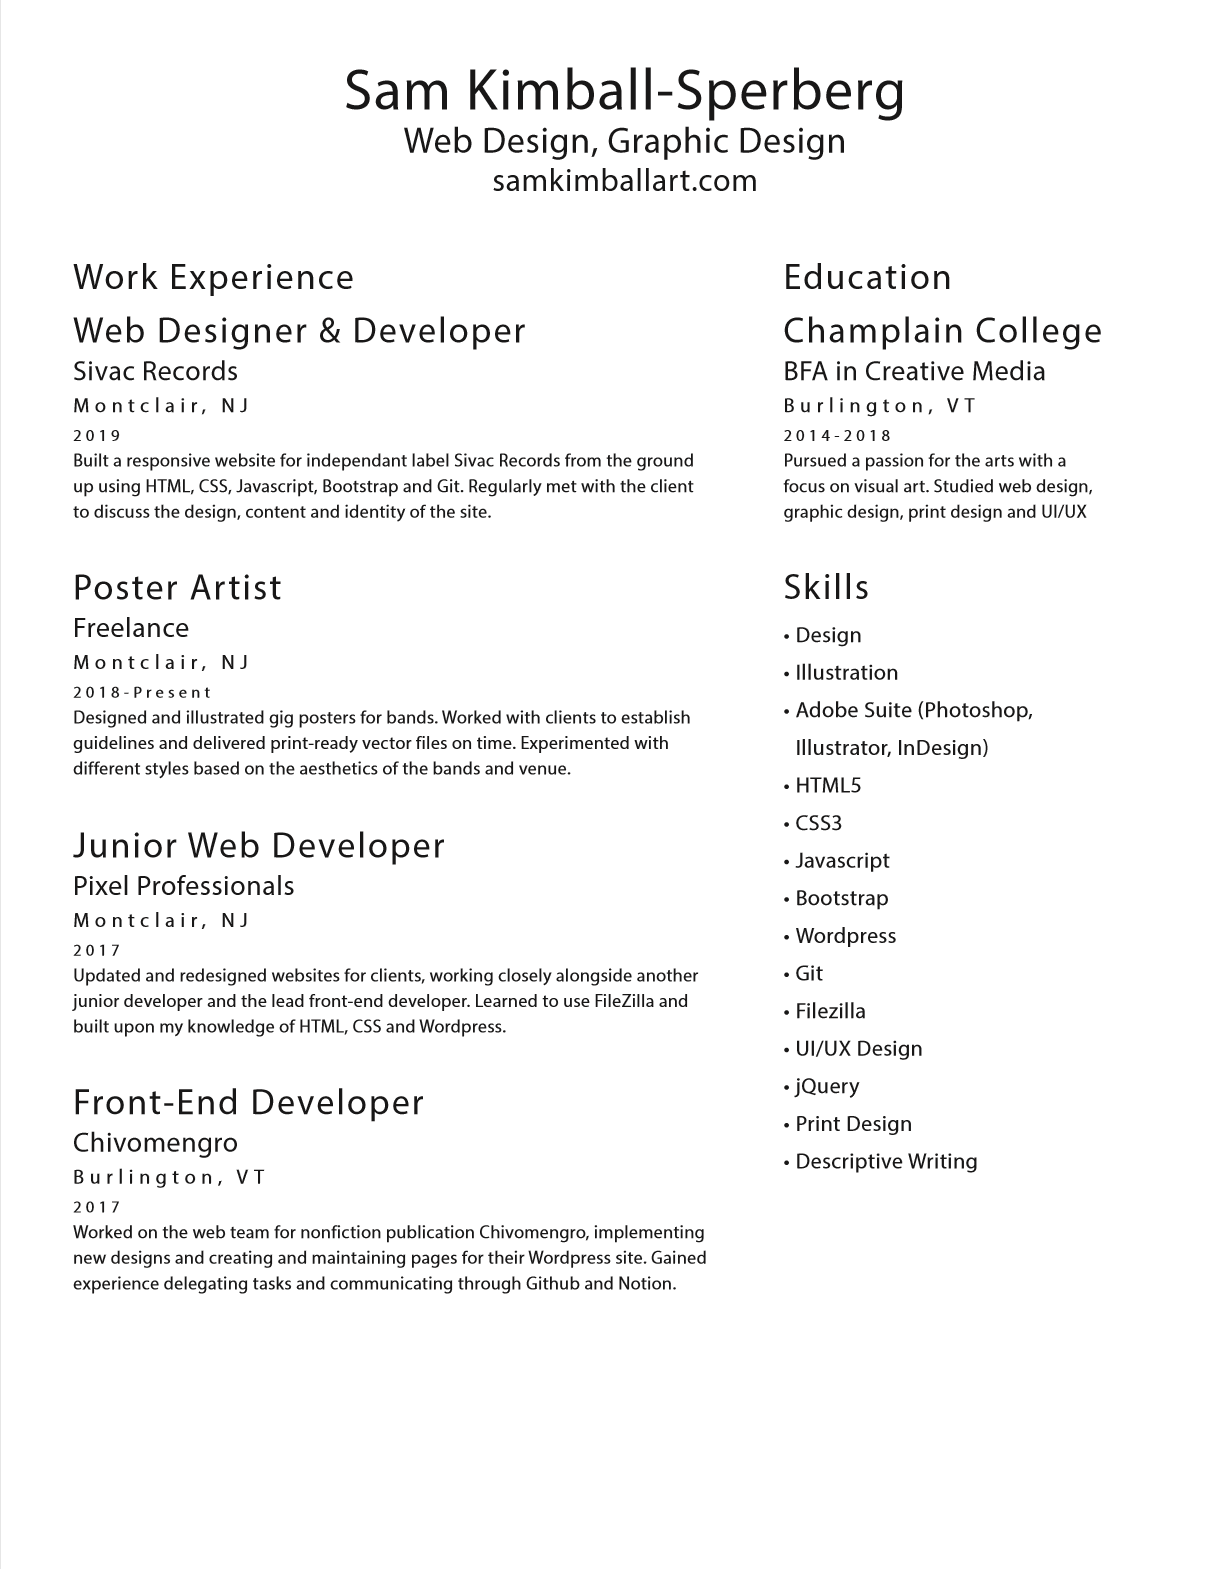 Sam Kimball-Sperberg
Web Design, Graphic Design
samkimballart.com
Work Experience
Web Designer & Developer
Sivac Records
Montclair, NJ
2019
Built a responsive website for independant label Sivac Records from the ground
up using HTML, CSS, Javascript, Bootstrap and Git. Regularly met with the client
to discuss the design, content and identity of the site.
Poster Artist
Freelance
Montclair, NJ
2018-Present
Designed and illustrated gig posters for bands. Worked with clients to establish
guidelines and delivered print-ready vector files on time. Experimented with
different styles based on the aesthetics of the bands and venue.
Junior Web Developer
Pixel Professionals
Montclair, NJ
2017
Updated and redesigned websites for clients, working closely alongside another
junior developer and the lead front-end developer. Learned to use FileZilla and
built upon my knowledge of HTML, CSS and Wordpress.
Front-End Developer
Chivomengro
Burlington, VT
2017
Worked on the web team for nonfiction publication Chivomengro, implementing
new designs and creating and maintaining pages for their Wordpress site. Gained
experience delegating tasks and communicating through Github and Notion.
Education
Champlain College
BFA in Creative Media
Burlington, VT
2014-2018
Pursued a passion for the arts with a
focus on visual art. Studied web design,
graphic design, print design and UI/UX
Skills
• Design
• Illustration
• Adobe Suite (Photoshop,
Illustrator, InDesign)
• HTML5
• CSS3
• Javascript
• Bootstrap
• Wordpress
• Git
• Filezilla
• UI/UX Design
• jQuery
• Print Design
• Descriptive Writing